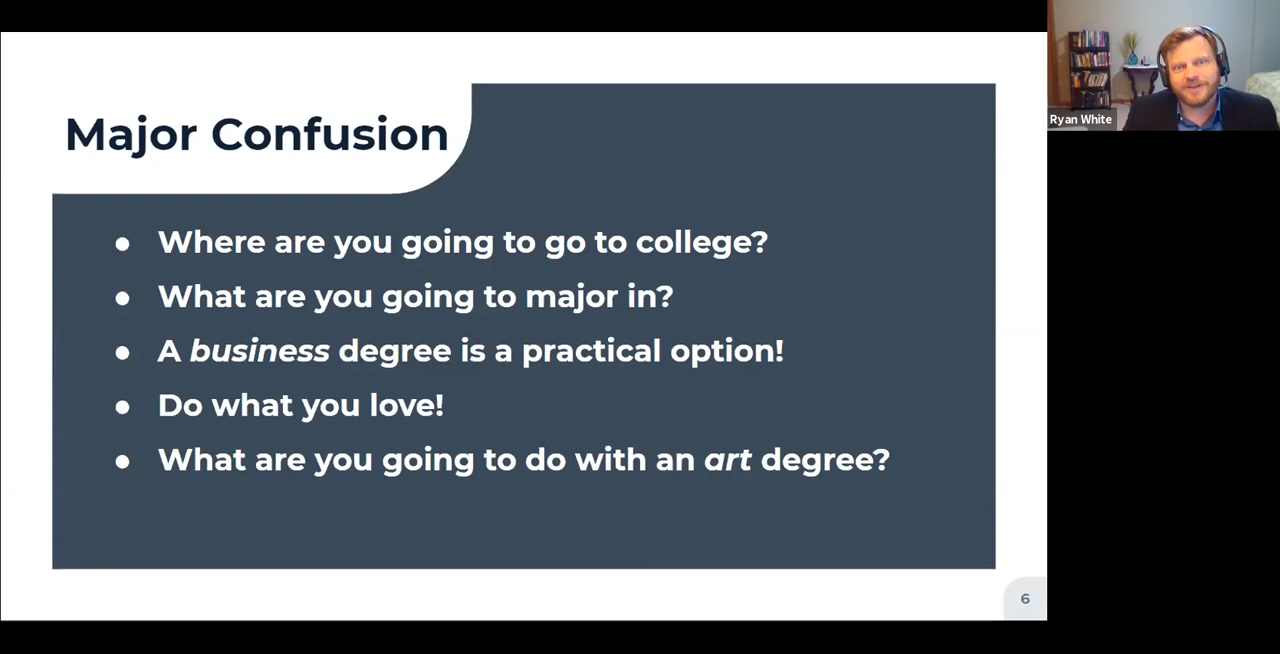 Major Confusion
● Where are you going to go to college?
● What are you going to major in?
● A business degree is a practical option!
● Do what you love!
● What are you going to do with an art degree?
6
Ryan White